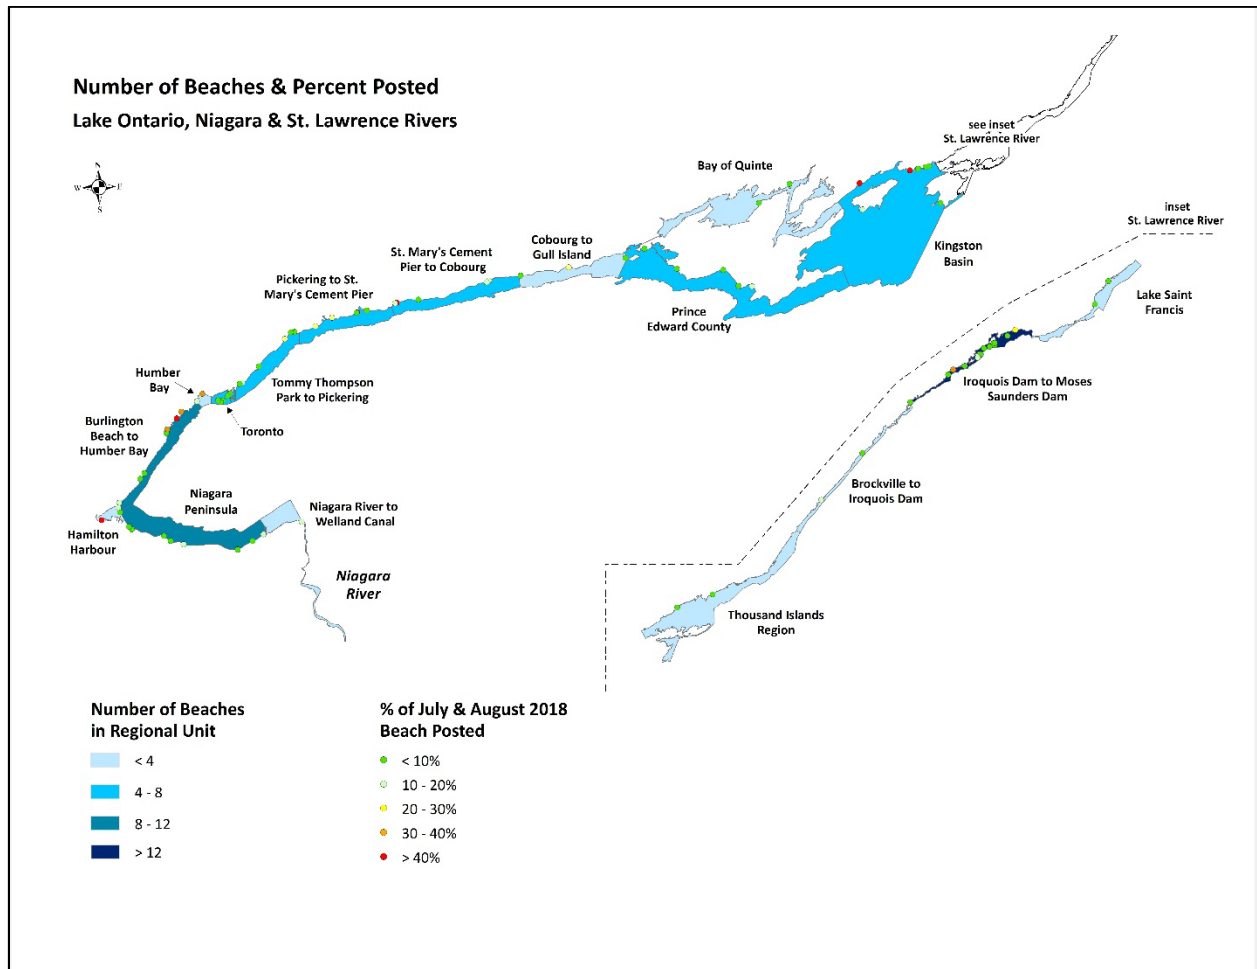 Number of Beaches & Percent Posted
Lake Ontario, Niagara & St. Lawrence Rivers
N
W
E
S
see inset
St. Lawrence River
Bay of Quinte
inset
St. Lawrence River
Cobourg to
Gull Island
St. Mary's Cement
Pier to Cobourg
Kingston
Basin
Pickering to St.
Mary's Cement Pier
Lake Saint
Francis
Prince
Edward County
Humber
Bay
Tommy Thompson
Park to Pickering
Iroquois Dam to Moses
Saunders Dam
Burlington
Beach to
Humber Bay
Toronto
Brockville to
Iroquois Dam
Niagara
Peninsula
Niagara River to
Welland Canal
Hamilton
Harbour
Niagara
River
Thousand Islands
Region
Number of Beaches
in Regional Unit
< 4
4 - 8
8 - 12
> 12
% of July & August 2018
Beach Posted
< 10%
10 - 20%
20 - 30%
30 - 40%
> 40%